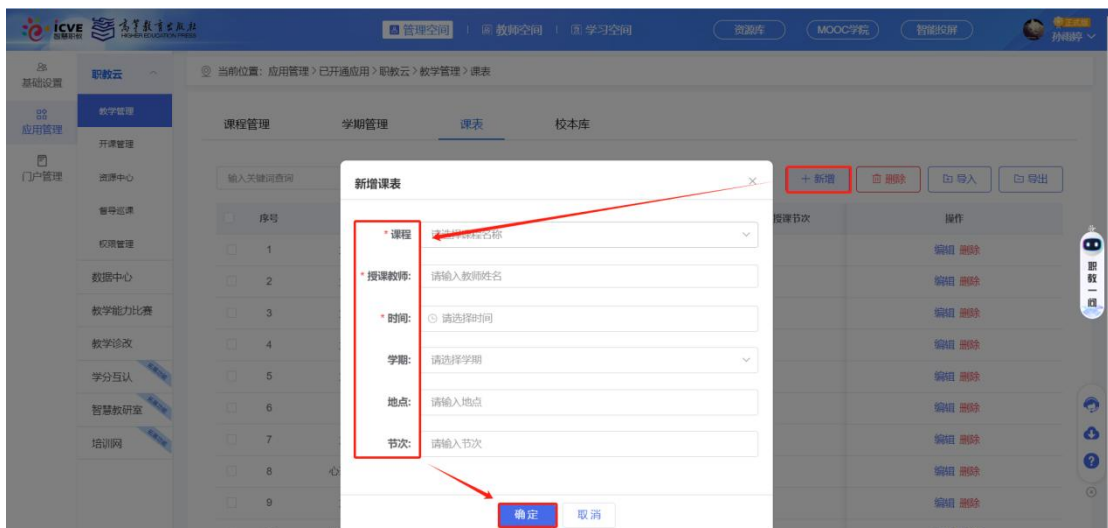 icve 智慧职教 高等教育出版社 HIGHER EDUCATION PRESS 管理空间 教师空间 学习空间 资源库 MOOC学院 智能投屏 正式版
基础设置
应用管理
门户管理
职教云
教学管理
开课管理
资源中心
督导巡课
权限管理
数据中心
教学能力比赛
教学诊改
学分互认
智慧教研室
培训网
当前位置：应用管理>已开通应用>职教云>教学管理>课表
课程管理 学期管理 课表 校本库
输入关键词查询 +新增 删除 导入 导出
序号 授课节次 操作
1 编辑 删除
2 编辑 删除
3 编辑 删除
4 编辑 删除
5 编辑 删除
6 编辑 删除
7 编辑 删除
8 心 编辑 删除
9 编辑 删除
新增课表 ×
*课程 请选择课程名称
*授课教师: 请输入教师姓名
*时间: 请选择时间
学期: 请选择学期
地点: 请输入地点
节次: 请输入节次
确定 取消
职教一问